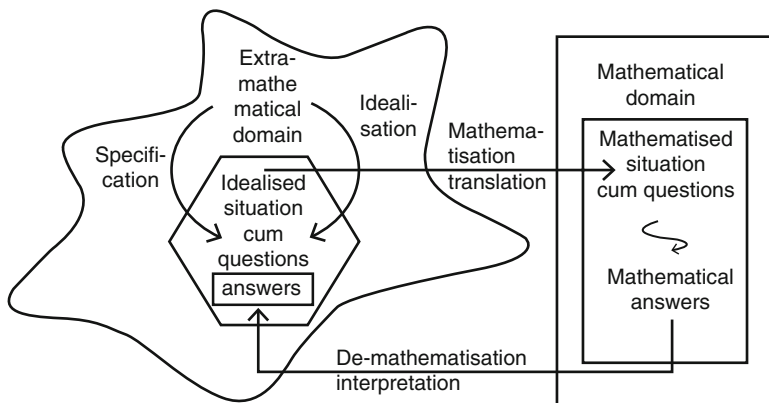 Extra-
mathe
matical
domain
Ideali-
sation
Specifi-
cation
Idealised
situation
cum
questions
answers
Mathema-
tisation
translation
Mathematical
domain
Mathematised
situation
cum questions
Mathematical
answers
De-mathematisation
interpretation